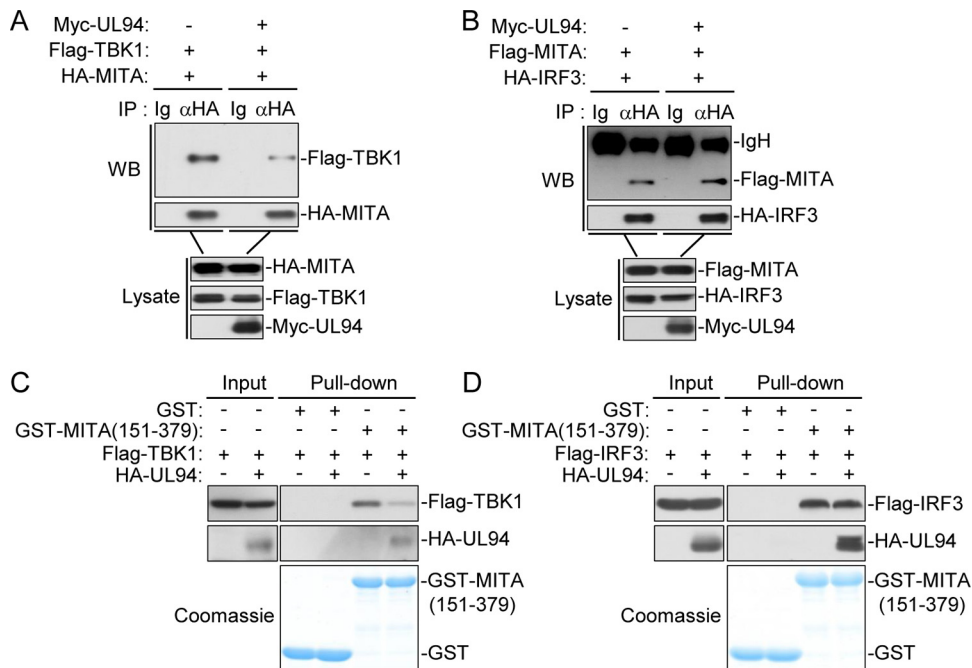 A
Myc-UL94: - +
Flag-TBK1: + +
HA-MITA: + +
IP : Ig αHA Ig αHA
WB
-Flag-TBK1
-HA-MITA
Lysate
-HA-MITA
-Flag-TBK1
-Myc-UL94
B
Myc-UL94: - +
Flag-MITA: + +
HA-IRF3: + +
IP : Ig αHA Ig αHA
WB
-IgH
-Flag-MITA
-HA-IRF3
Lysate
-Flag-MITA
-HA-IRF3
-Myc-UL94
C
Input Pull-down
GST: - - + + - -
GST-MITA(151-379): - - - - + +
Flag-TBK1: + + + + + +
HA-UL94: - + - + - +
-Flag-TBK1
-HA-UL94
Coomassie
-GST-MITA
(151-379)
-GST
D
Input Pull-down
GST: - - + + - -
GST-MITA(151-379): - - - - + +
Flag-IRF3: + + + + + +
HA-UL94: - + - + - +
-Flag-IRF3
-HA-UL94
Coomassie
-GST-MITA
(151-379)
-GST